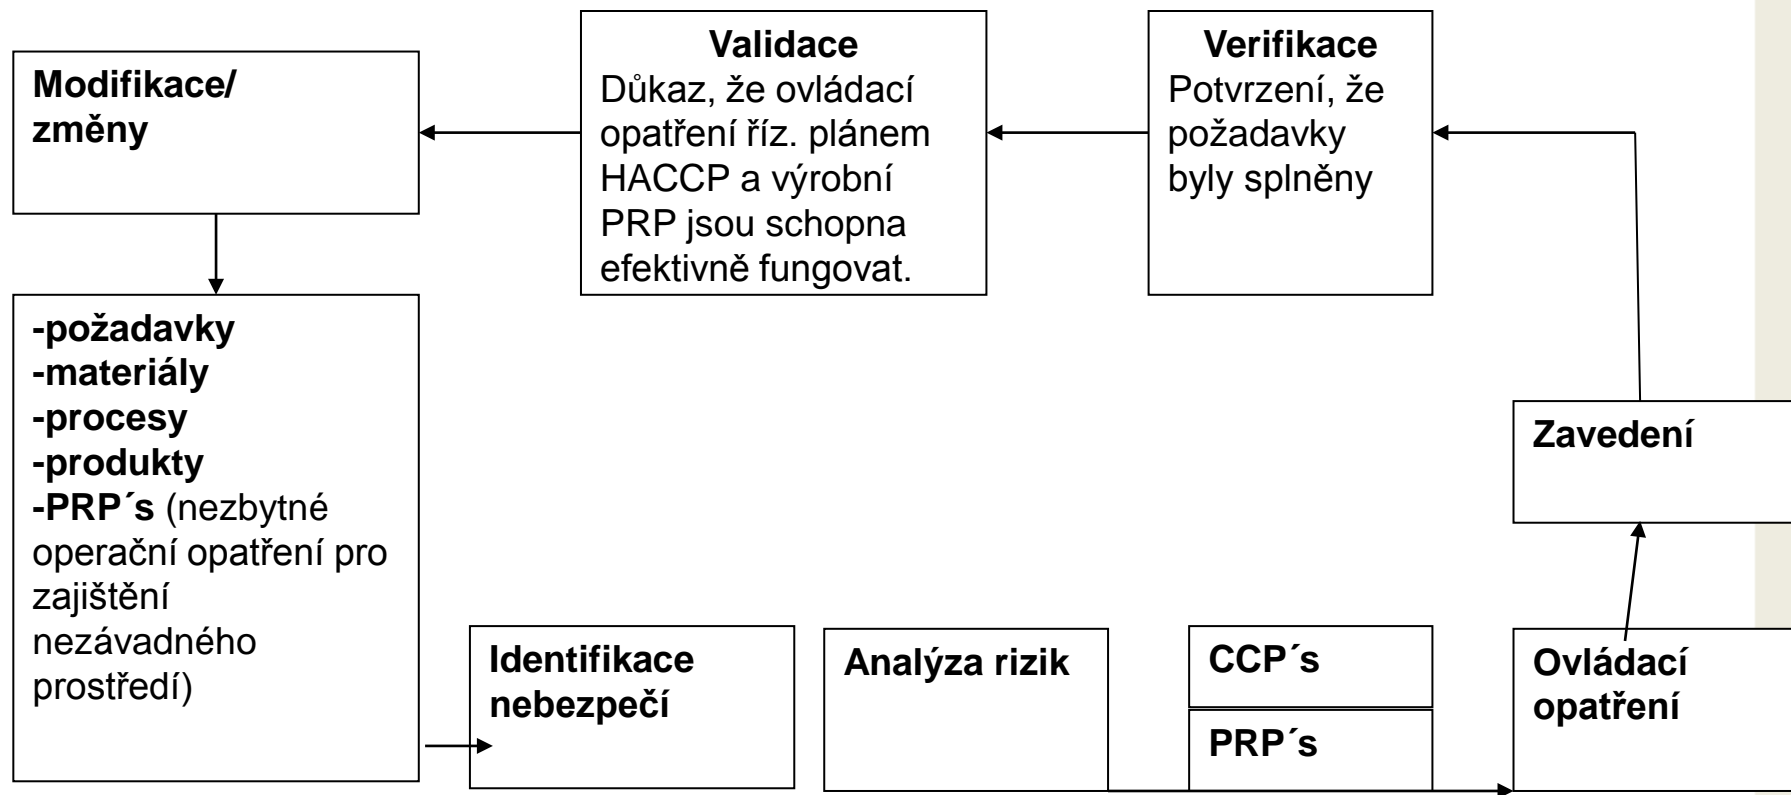 Modifikace/
změny
Validace
Důkaz, že ovládací
opatření říz. plánem
HACCP a výrobní
PRP jsou schopna
efektivně fungovat.
Verifikace
Potvrzení, že
požadavky
byly splněny
-požadavky
-materiály
-procesy
-produkty
-PRP´s (nezbytné
operační opatření pro
zajištění
nezávadného
prostředí)
Identifikace
nebezpečí
Analýza rizik
CCP´s
PRP´s
Ovládací
opatření
Zavedení